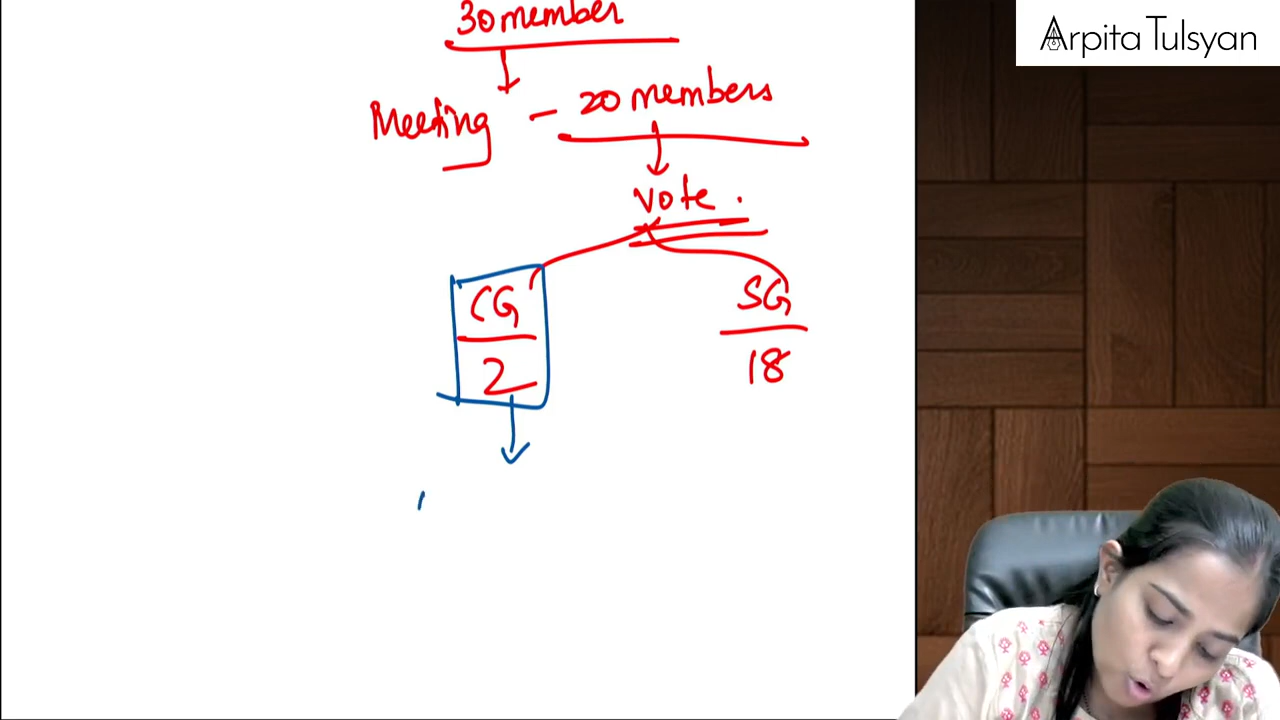 Arpita Tulsyan
30 member
Meeting - 20 members
vote.
CG
SG
2
18